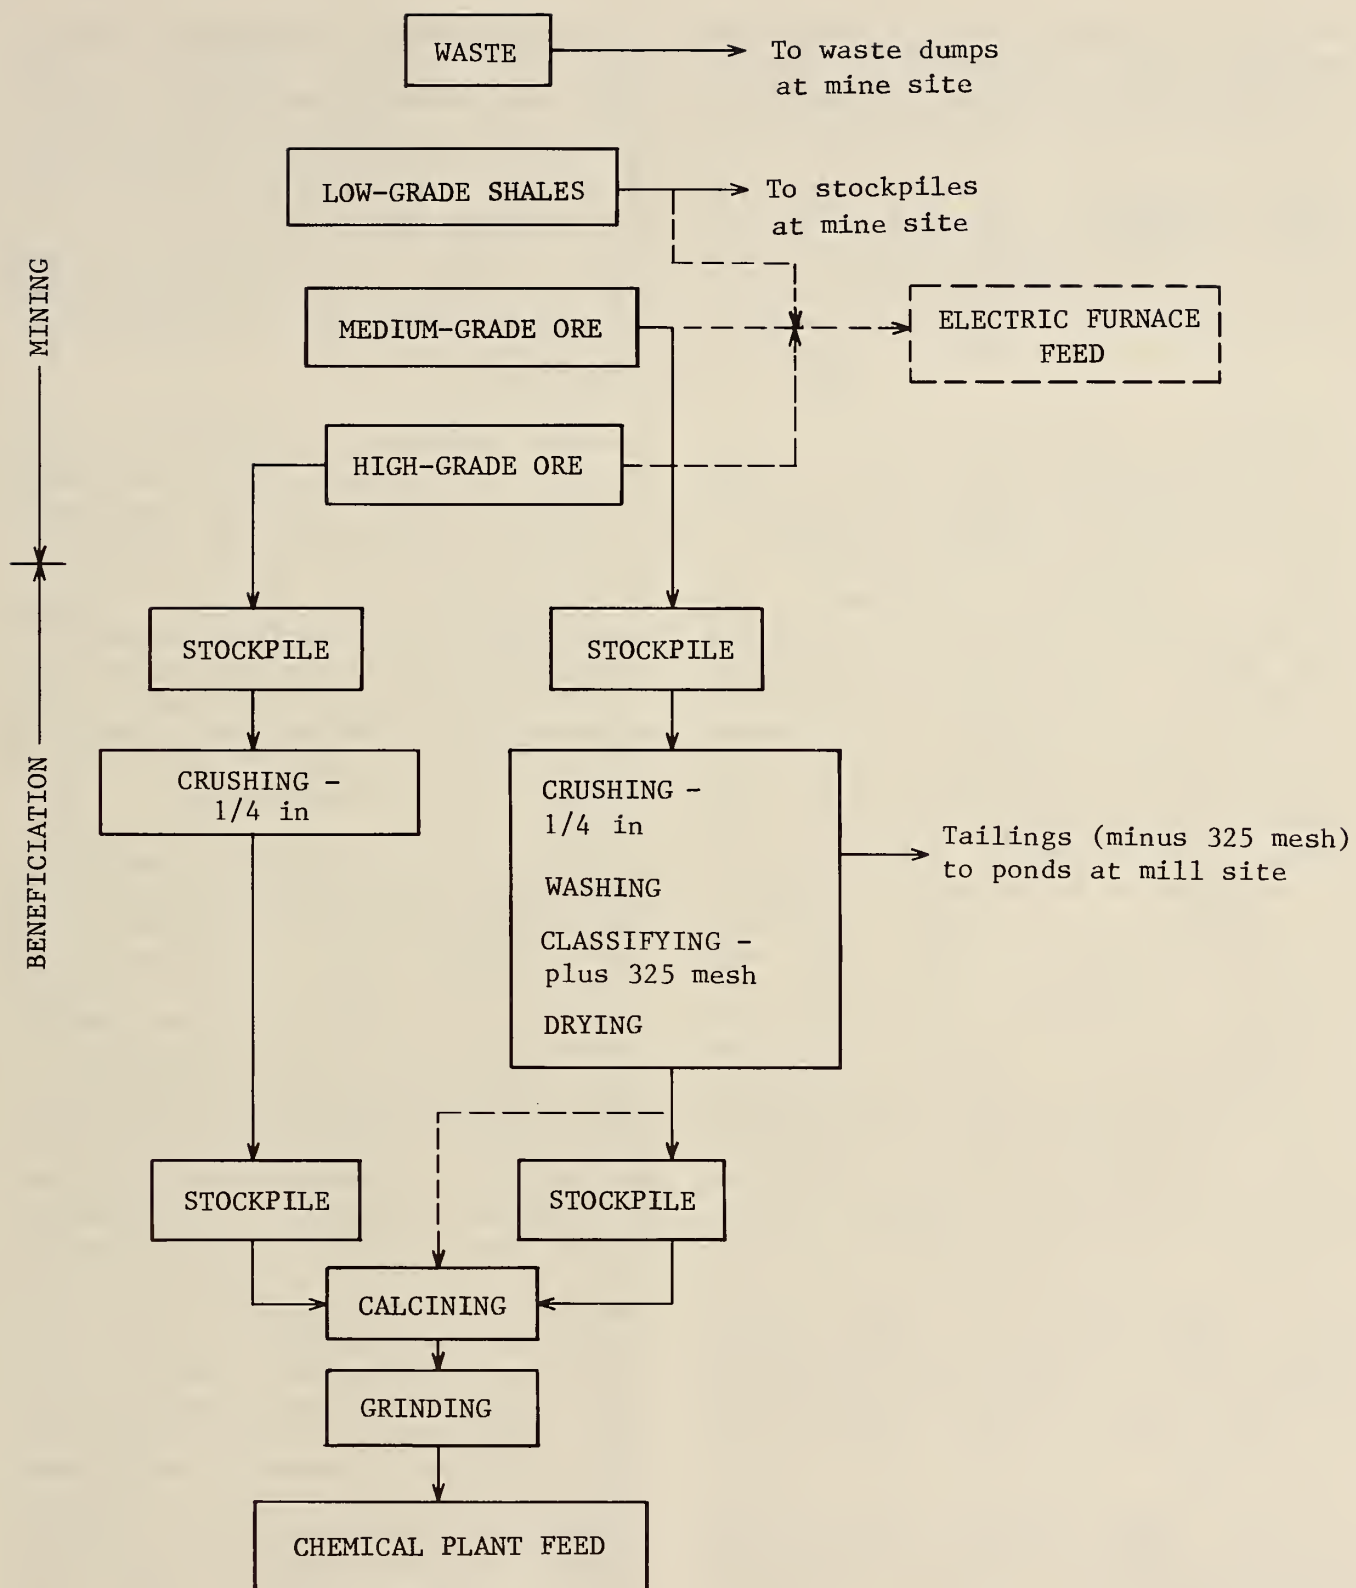 WASTE
To waste dumps
at mine site
LOW-GRADE SHALES
To stockpiles
at mine site
MINING
MEDIUM-GRADE ORE
ELECTRIC FURNACE
FEED
HIGH-GRADE ORE
STOCKPILE
STOCKPILE
BENEFICIATION
CRUSHING -
1/4 in
CRUSHING -
1/4 in
WASHING
CLASSIFYING -
plus 325 mesh
DRYING
Tailings (minus 325 mesh)
to ponds at mill site
STOCKPILE
STOCKPILE
CALCINING
GRINDING
CHEMICAL PLANT FEED